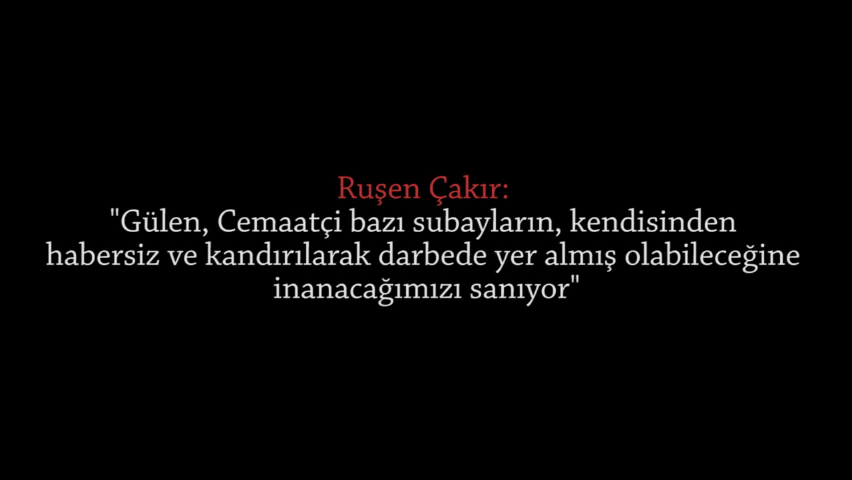 Ruşen Çakır:
"Gülen, Cemaatçi bazı subayların, kendisinden
habersiz ve kandırılarak darbede yer almış olabileceğine
inanacağımızı sanıyor"